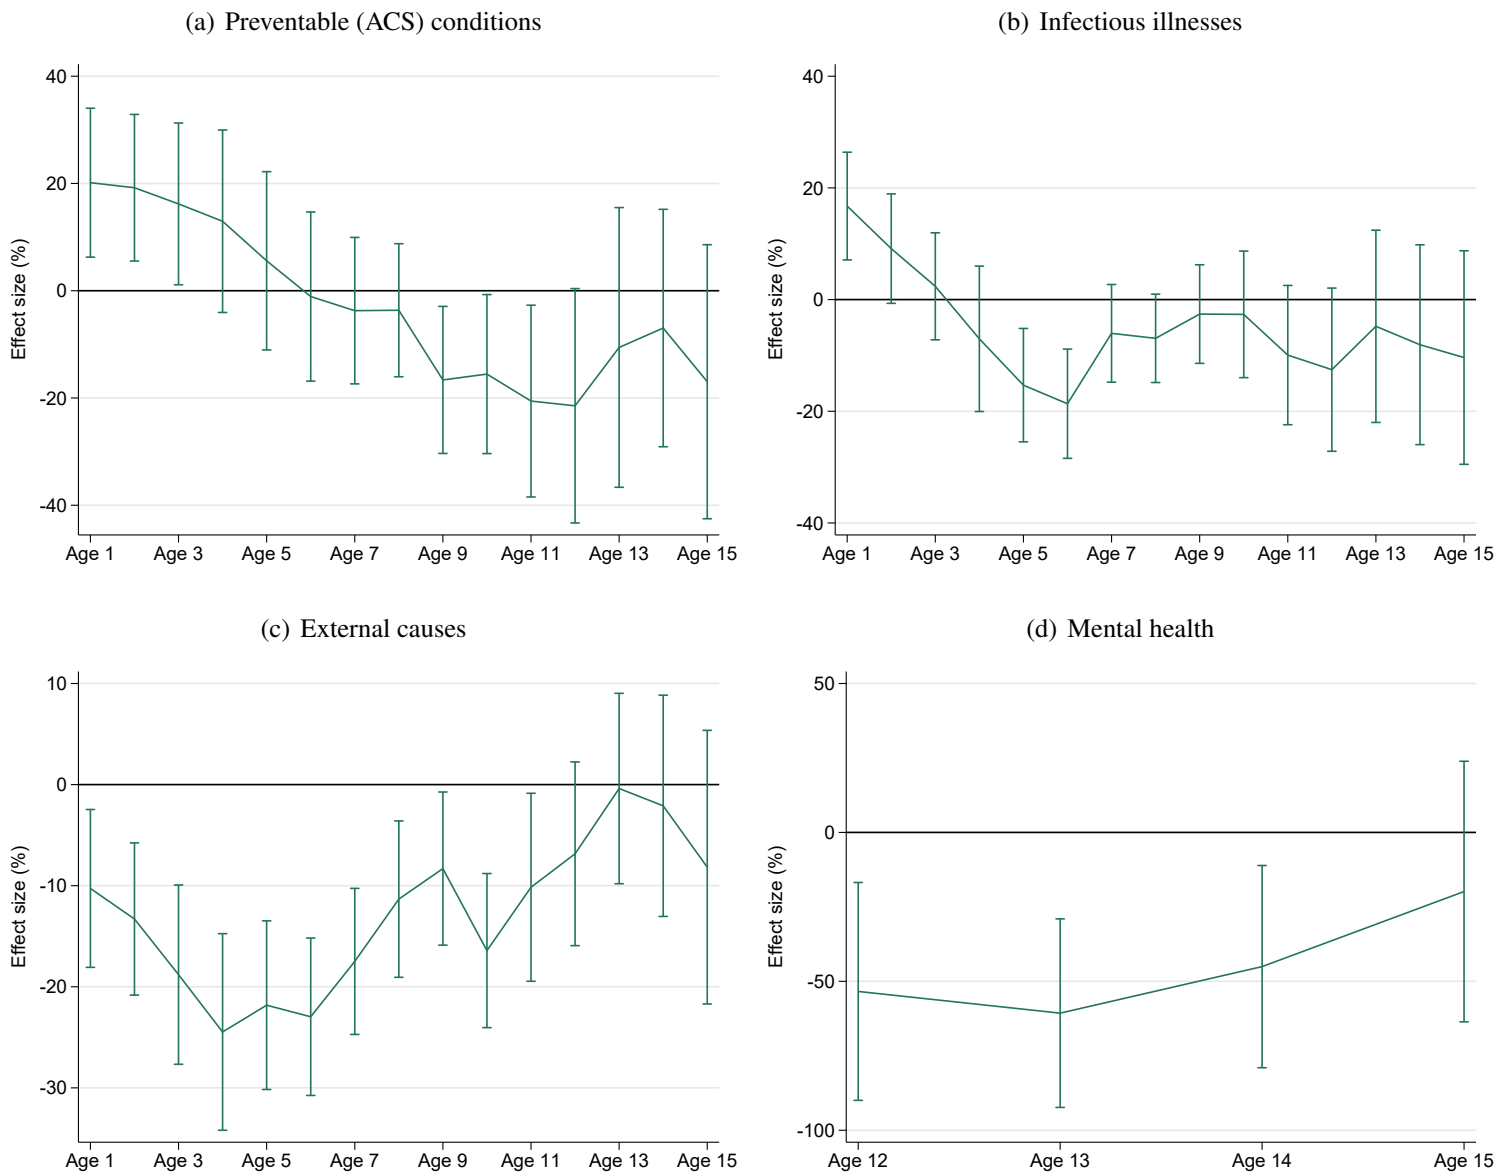 (a) Preventable (ACS) conditions
40
20
0
-20
-40
Effect size (%)
Age 1 Age 3 Age 5 Age 7 Age 9 Age 11 Age 13 Age 15
(b) Infectious illnesses
40
20
0
-20
-40
Effect size (%)
Age 1 Age 3 Age 5 Age 7 Age 9 Age 11 Age 13 Age 15
(c) External causes
10
0
-10
-20
-30
Effect size (%)
Age 1 Age 3 Age 5 Age 7 Age 9 Age 11 Age 13 Age 15
(d) Mental health
50
0
-50
-100
Effect size (%)
Age 12 Age 13 Age 14 Age 15